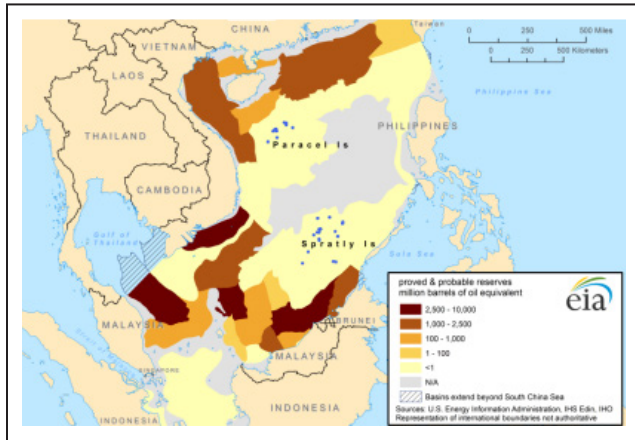 CHINA
Taiwan
0 250 500 Miles
0 250 500 Kilometers
VIETNAM
LAOS
Philippine Sea
THAILAND
PHILIPPINES
Paracel Is
CAMBODIA
Gulf of
Thailand
Spratly Is
Sulu Sea
proved & probable reserves
million barrels of oil equivalent
eia
2,500 - 10,000
1,000 - 2,500
100 - 1,000
1 - 100
<1
N/A
Basins extend beyond South China Sea
Sources: U.S. Energy Information Administration, IHS Edin, IHO
Representation of international boundaries not authoritative
MALAYSIA
BRUNEI
MALAYSIA
SINGAPORE
INDONESIA
INDONESIA